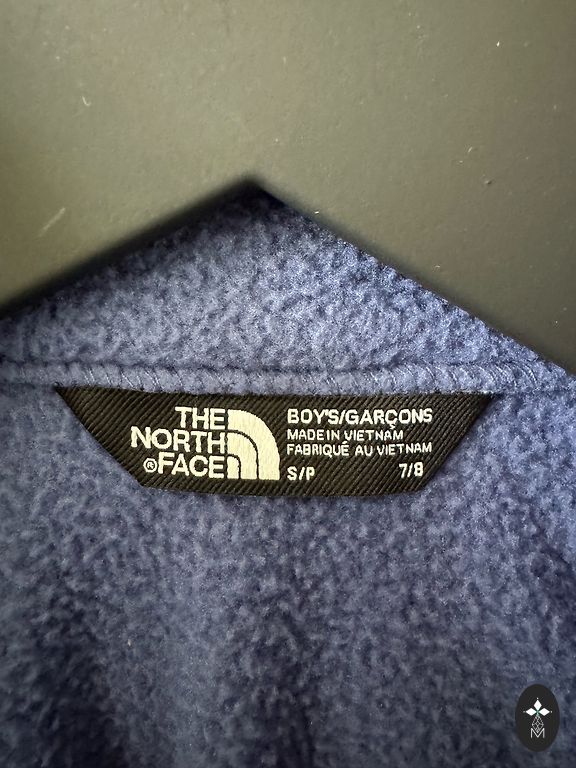 THE
NORTH
®FACE
BOY'S/GARÇONS
MADE IN VIETNAM
FABRIQUÉ AU VIETNAM
S/P 7/8
M